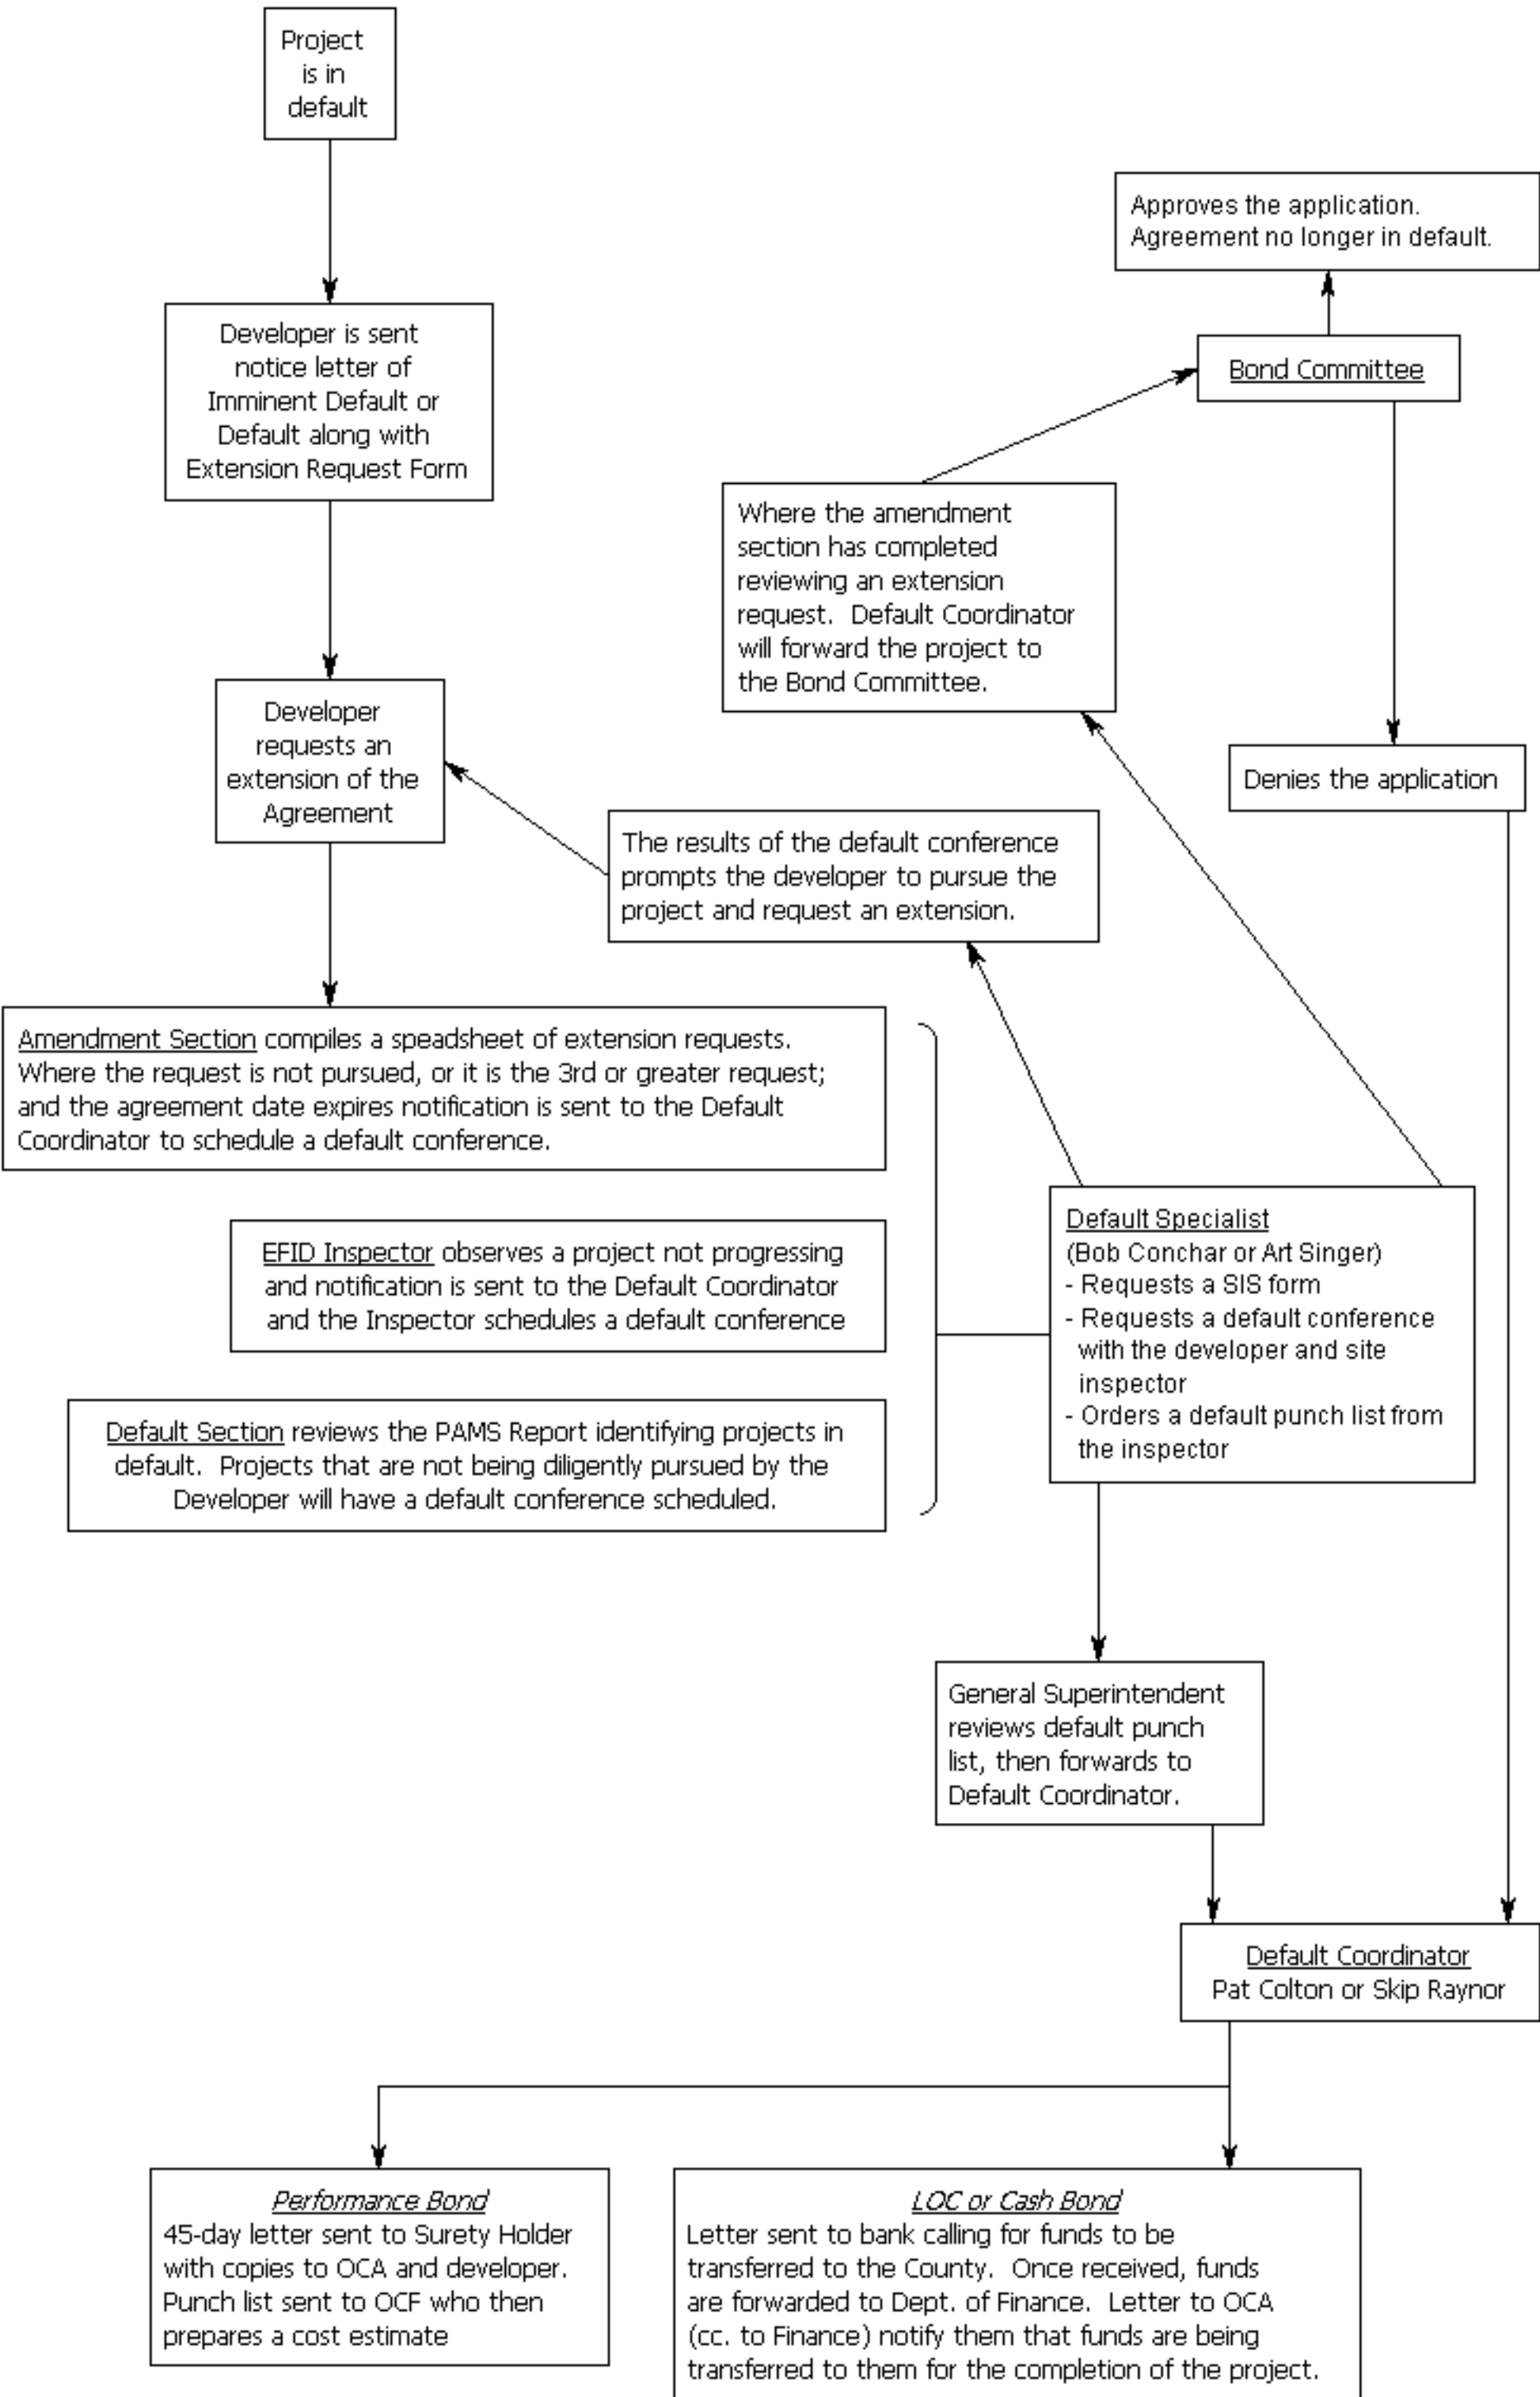 Project
is in
default
Developer is sent
notice letter of
Imminent Default or
Default along with
Extension Request Form
Developer
requests an
extension of the
Agreement
Amendment Section compiles a speadsheet of extension requests.
Where the request is not pursued, or it is the 3rd or greater request;
and the agreement date expires notification is sent to the Default
Coordinator to schedule a default conference.
EFID Inspector observes a project not progressing
and notification is sent to the Default Coordinator
and the Inspector schedules a default conference
Default Section reviews the PAMS Report identifying projects in
default. Projects that are not being diligently pursued by the
Developer will have a default conference scheduled.
Default Specialist
(Bob Conchar or Art Singer)
- Requests a SIS form
- Requests a default conference
with the developer and site
inspector
- Orders a default punch list from
the inspector
The results of the default conference
prompts the developer to pursue the
project and request an extension.
Where the amendment
section has completed
reviewing an extension
request. Default Coordinator
will forward the project to
the Bond Committee.
Bond Committee
Approves the application.
Agreement no longer in default.
Denies the application
General Superintendent
reviews default punch
list, then forwards to
Default Coordinator.
Default Coordinator
Pat Colton or Skip Raynor
Performance Bond
45-day letter sent to Surety Holder
with copies to OCA and developer.
Punch list sent to OCF who then
prepares a cost estimate
LOC or Cash Bond
Letter sent to bank calling for funds to be
transferred to the County. Once received, funds
are forwarded to Dept. of Finance. Letter to OCA
(cc. to Finance) notify them that funds are being
transferred to them for the completion of the project.